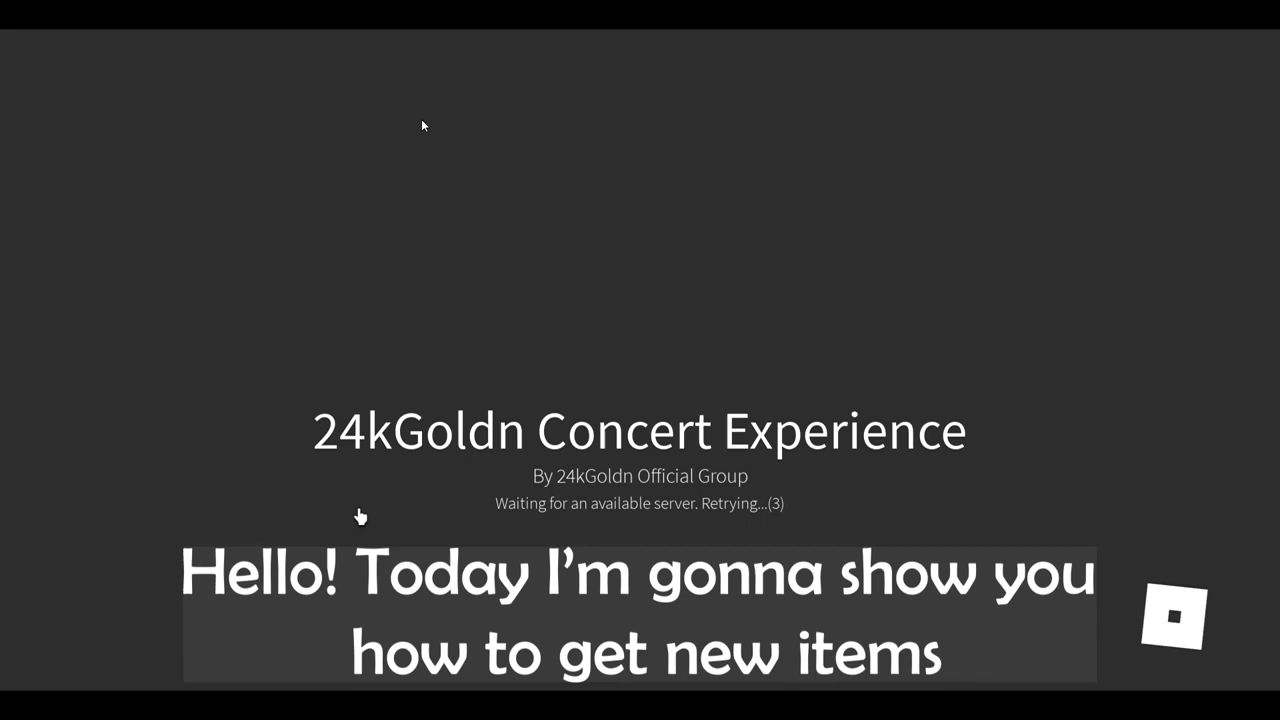 24kGoldn Concert Experience
By 24kGoldn Official Group
Waiting for an available server. Retrying...(3)
Hello! Today I’m gonna show you
how to get new items